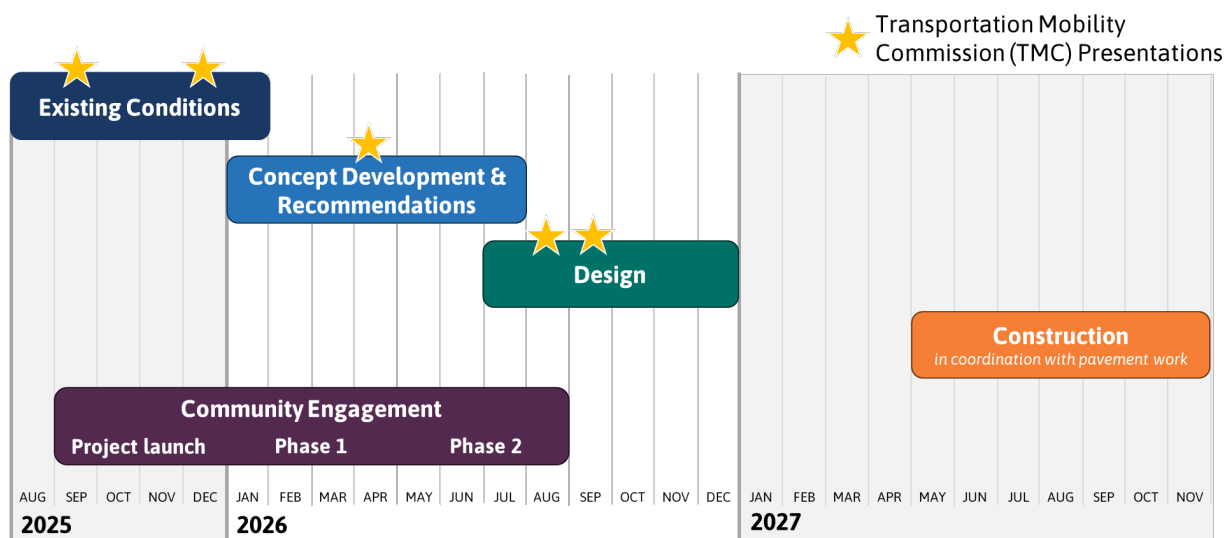 Transportation Mobility
Commission (TMC) Presentations
Existing Conditions
Concept Development &
Recommendations
Design
Construction
in coordination with pavement work
Community Engagement
Project launch Phase 1 Phase 2
AUG SEP OCT NOV DEC JAN FEB MAR APR MAY JUN JUL AUG SEP OCT NOV DEC JAN FEB MAR APR MAY JUN JUL AUG SEP OCT NOV
2025 2026 2027